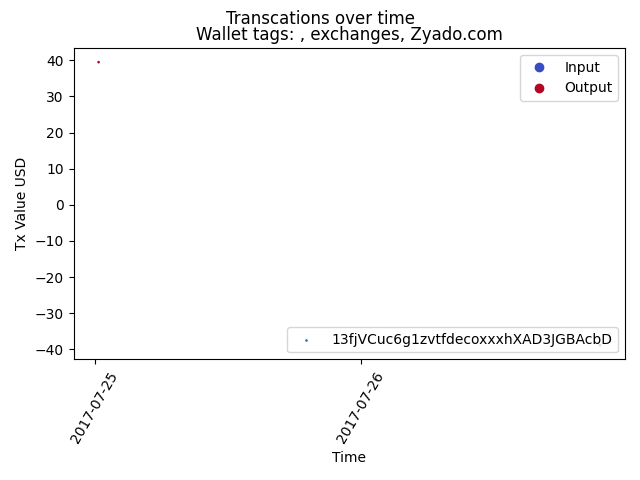 Transcations over time
Wallet tags: , exchanges, Zyado.com
Input
Output
40
30
20
10
0
−10
−20
−30
−40
Tx Value USD
13fjVCuc6g1zvtfdecoxxxhXAD3JGBAcbD
2017-07-25
2017-07-26
Time